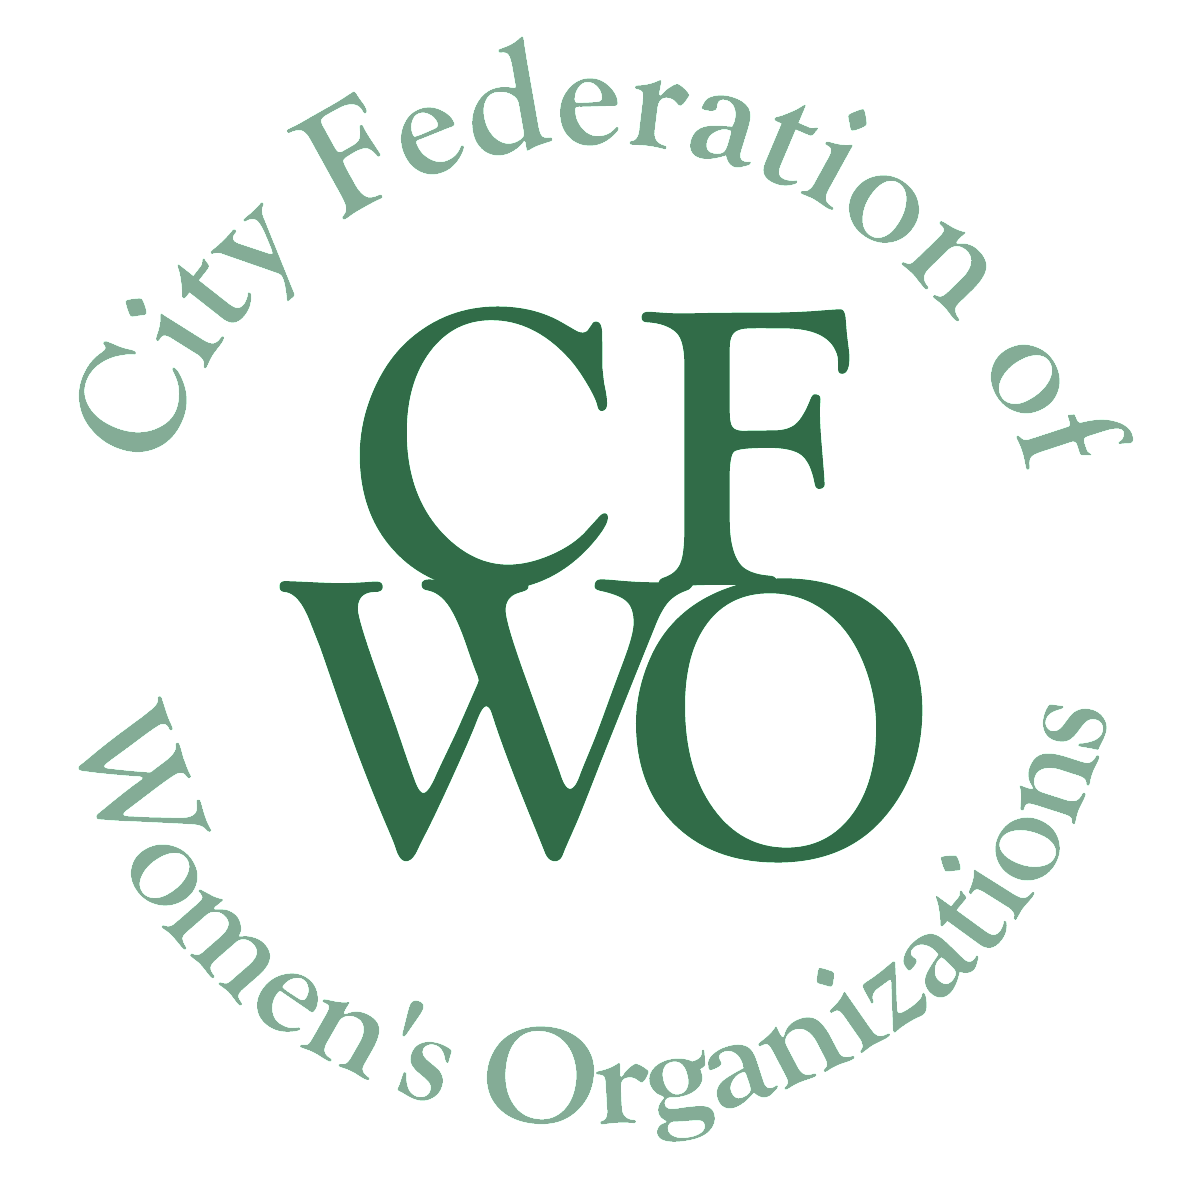 City Federation of
CF
WO
Women's Organizations